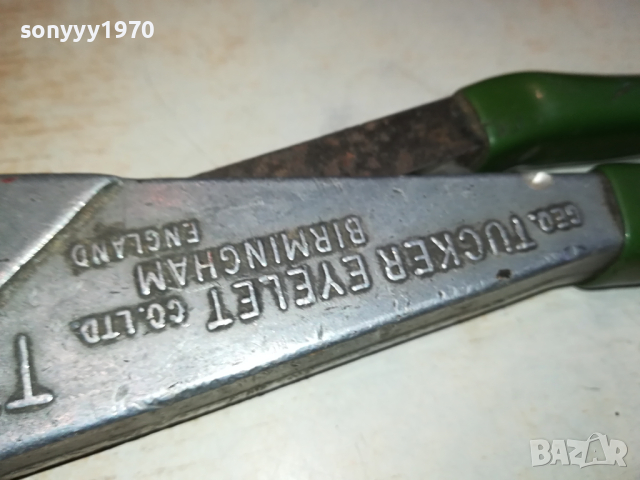 sonyyy1970
GEO. TUCKER EYELET CO. LTD.
BIRMINGHAM
ENGLAND
T
BAZAR